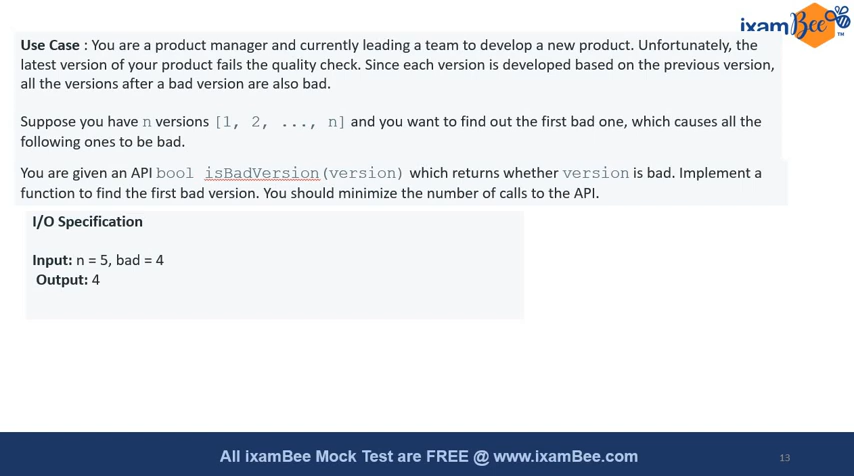 ixamBee
TM
Use Case : You are a product manager and currently leading a team to develop a new product. Unfortunately, the
latest version of your product fails the quality check. Since each version is developed based on the previous version,
all the versions after a bad version are also bad.
Suppose you have n versions [1, 2, ..., n] and you want to find out the first bad one, which causes all the
following ones to be bad.
You are given an API bool isBadVersion(version) which returns whether version is bad. Implement a
function to find the first bad version. You should minimize the number of calls to the API.
I/O Specification
Input: n = 5, bad = 4
Output: 4
All ixamBee Mock Test are FREE @ www.ixamBee.com
13